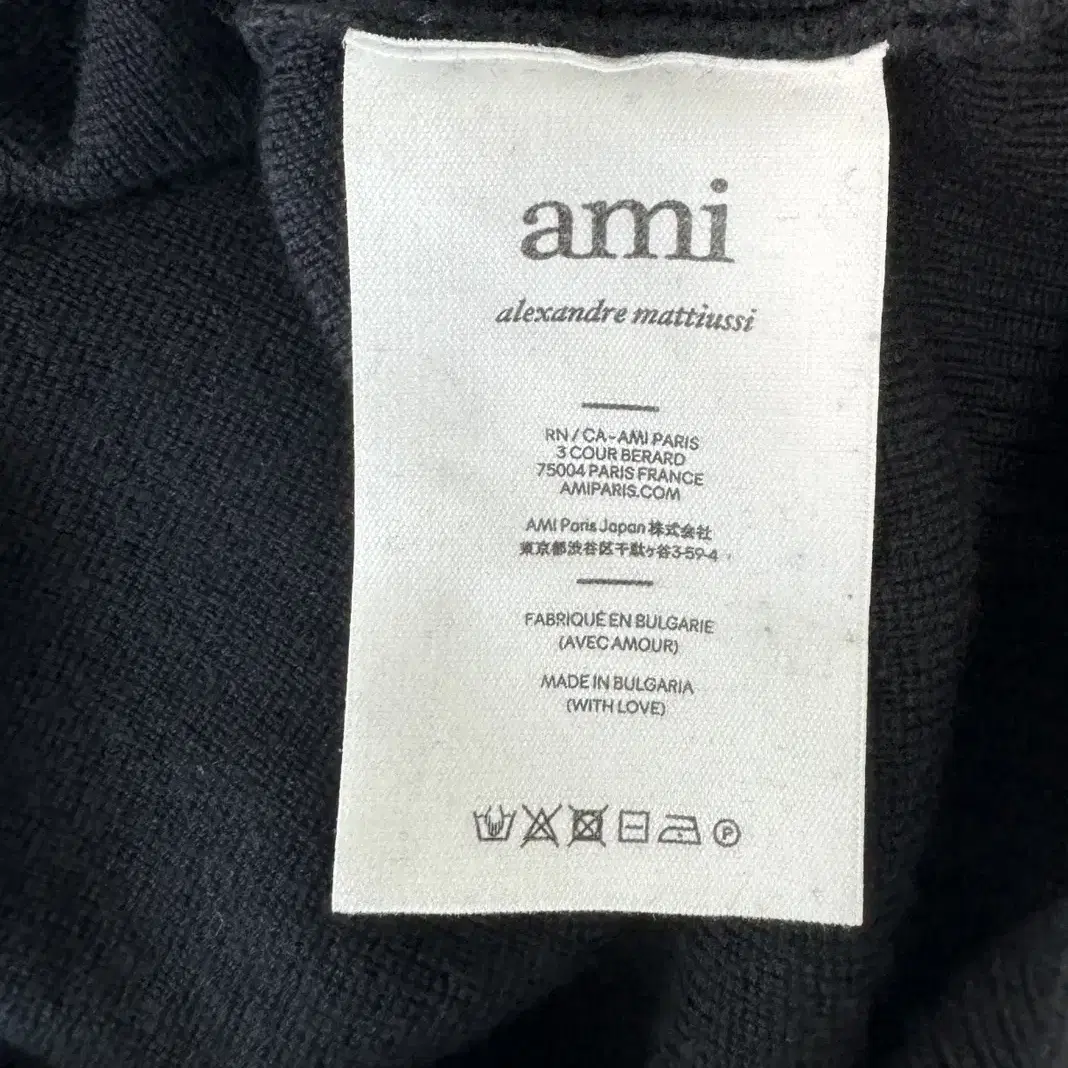 ami
alexandre mattiussi
RN / CA-AMI PARIS
3 COUR BERARD
75004 PARIS FRANCE
AMIPARIS.COM
AMI Paris Japan 株式会社
東京都渋谷区千駄ヶ谷3-59-4
FABRIQUÉ EN BULGARIE
(AVEC AMOUR)
MADE IN BULGARIA
(WITH LOVE)
P